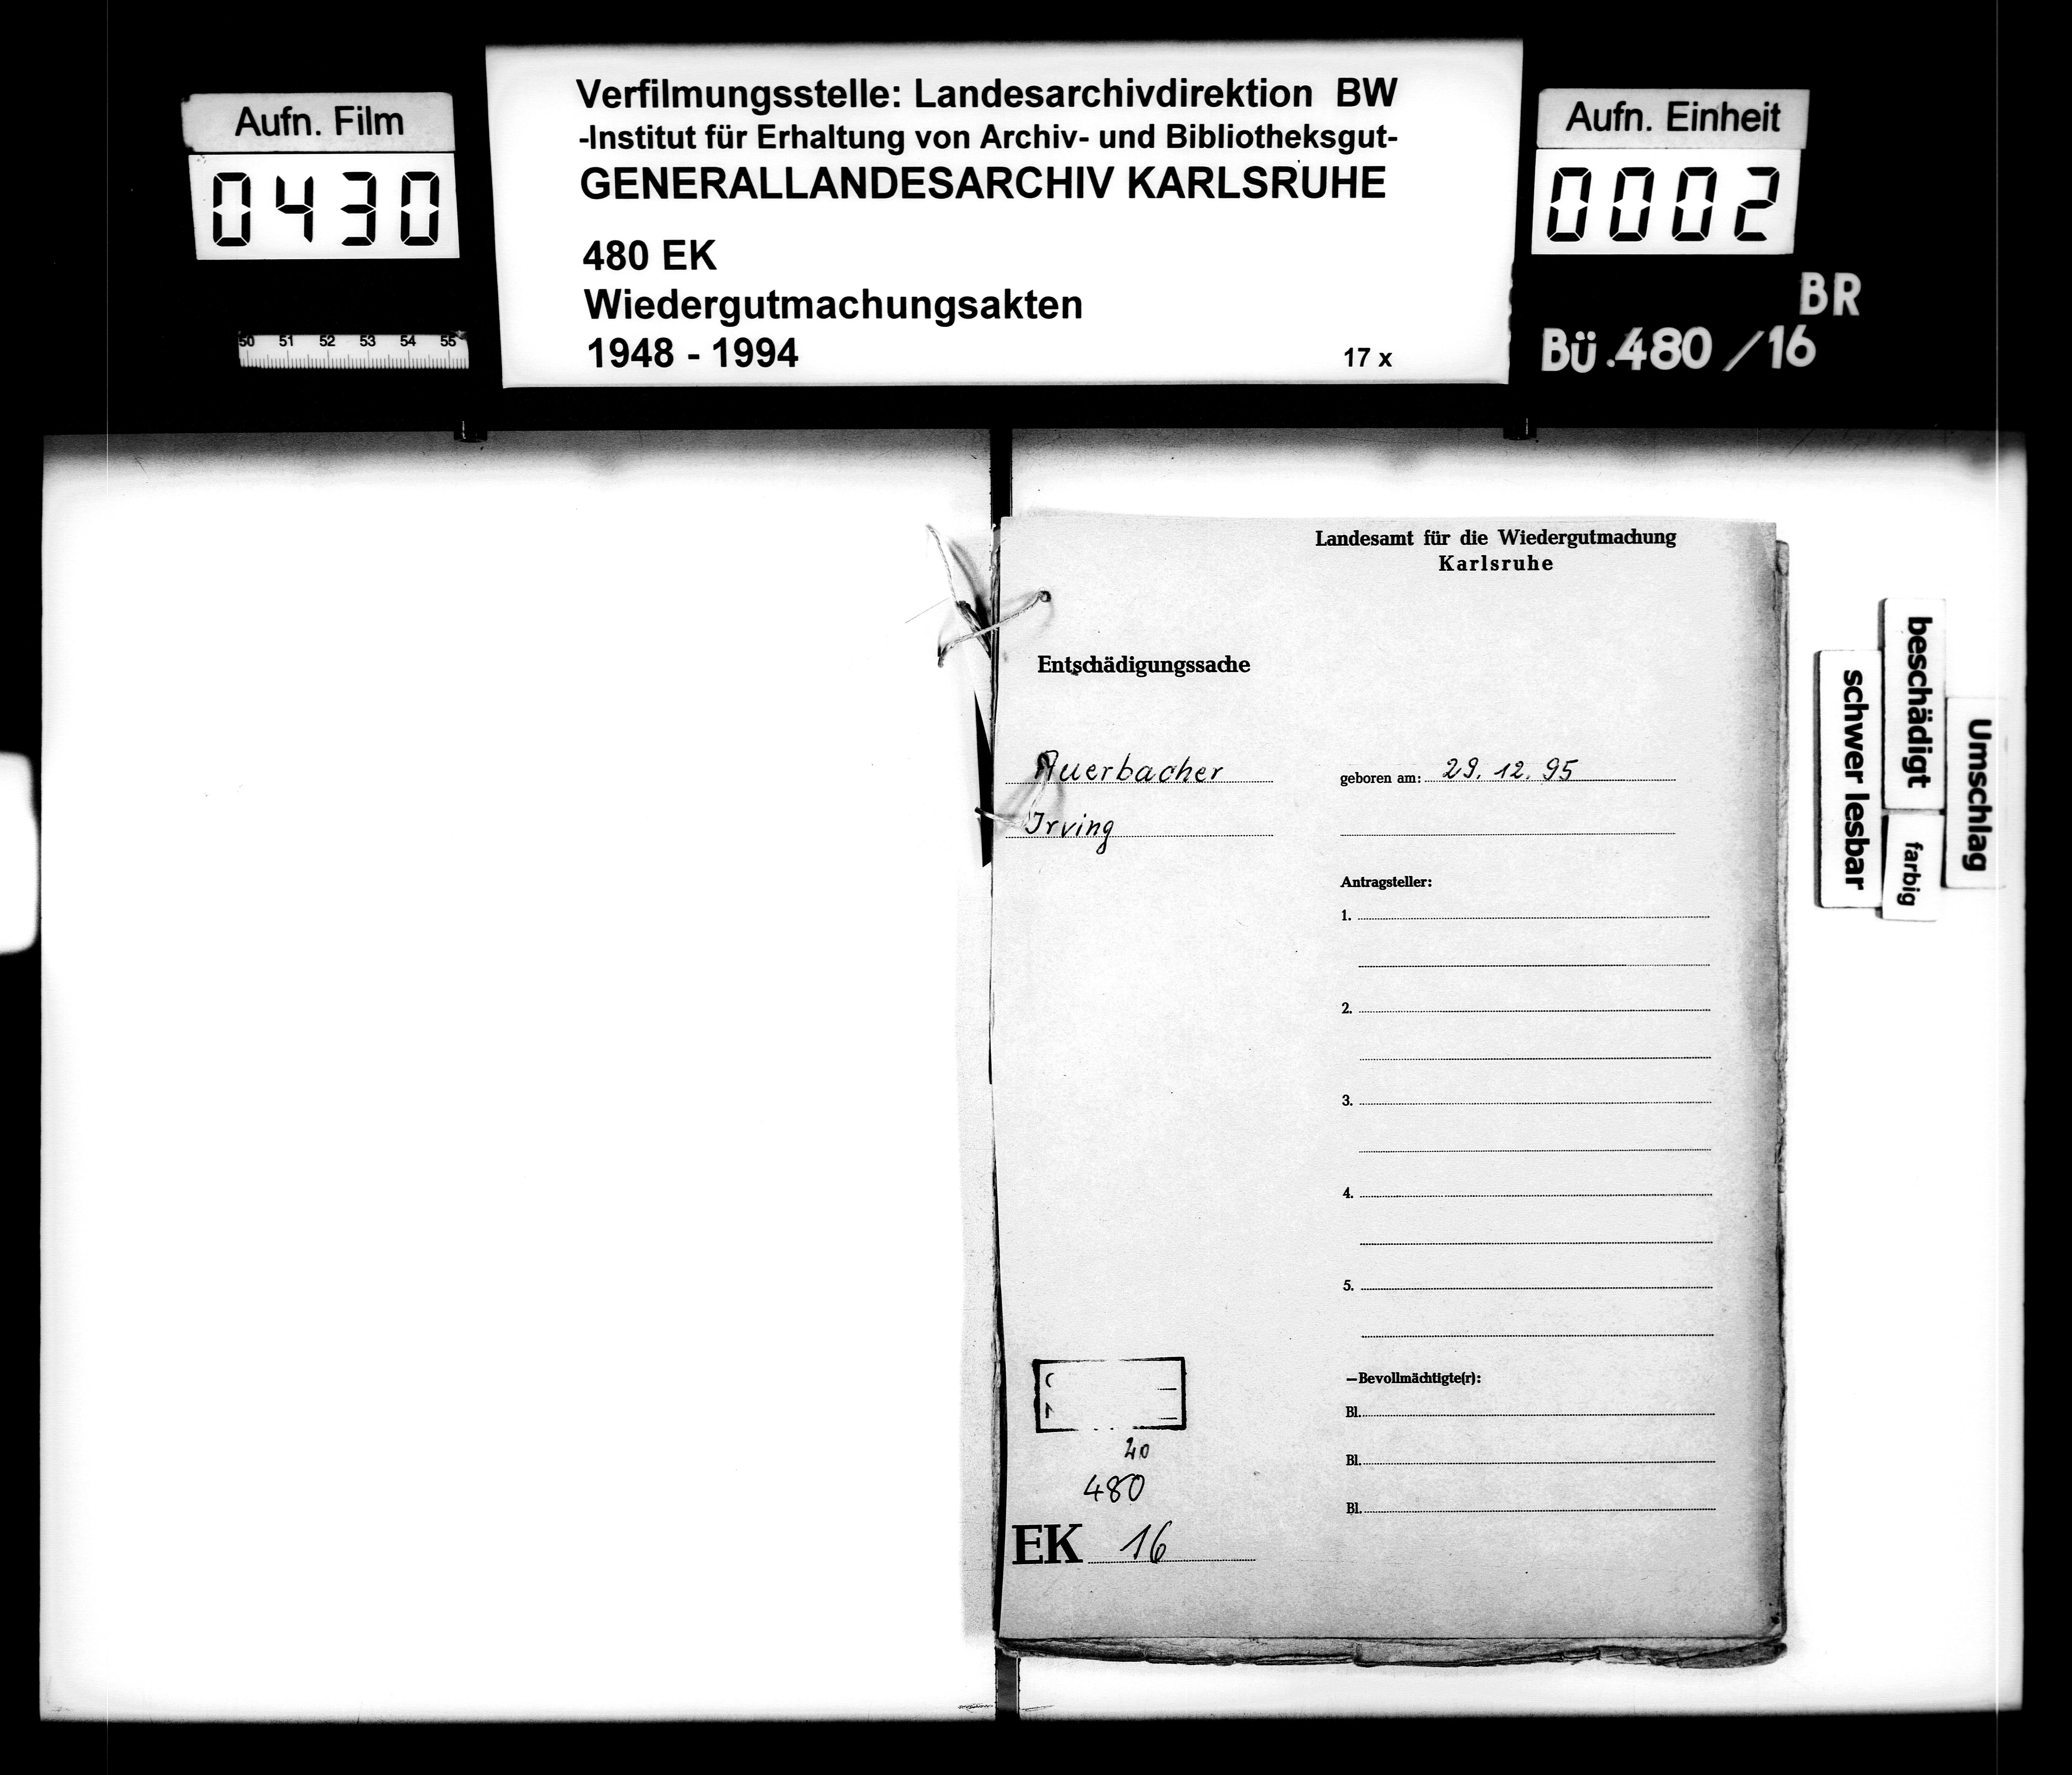 Aufn. Film
0430
Verfilmungsstelle: Landesarchivdirektion BW
-Institut für Erhaltung von Archiv- und Bibliotheksgut-
GENERALLANDESARCHIV KARLSRUHE
480 EK
Wiedergutmachungsakten
1948 - 1994
17 x
Aufn. Einheit
0002
BR
Bü.480/16
50 51 52 53 54 55
Landesamt für die Wiedergutmachung
Karlsruhe
Entschädigungssache
Auerbacher
geboren am: 29. 12. 95
Irving
Antragsteller:
1.
2.
3.
4.
5.
—Bevollmächtigte(r):
Bl.
Bl.
Bl.
20
480
EK 16
Umschlag
beschädigt
farbig
schwer lesbar